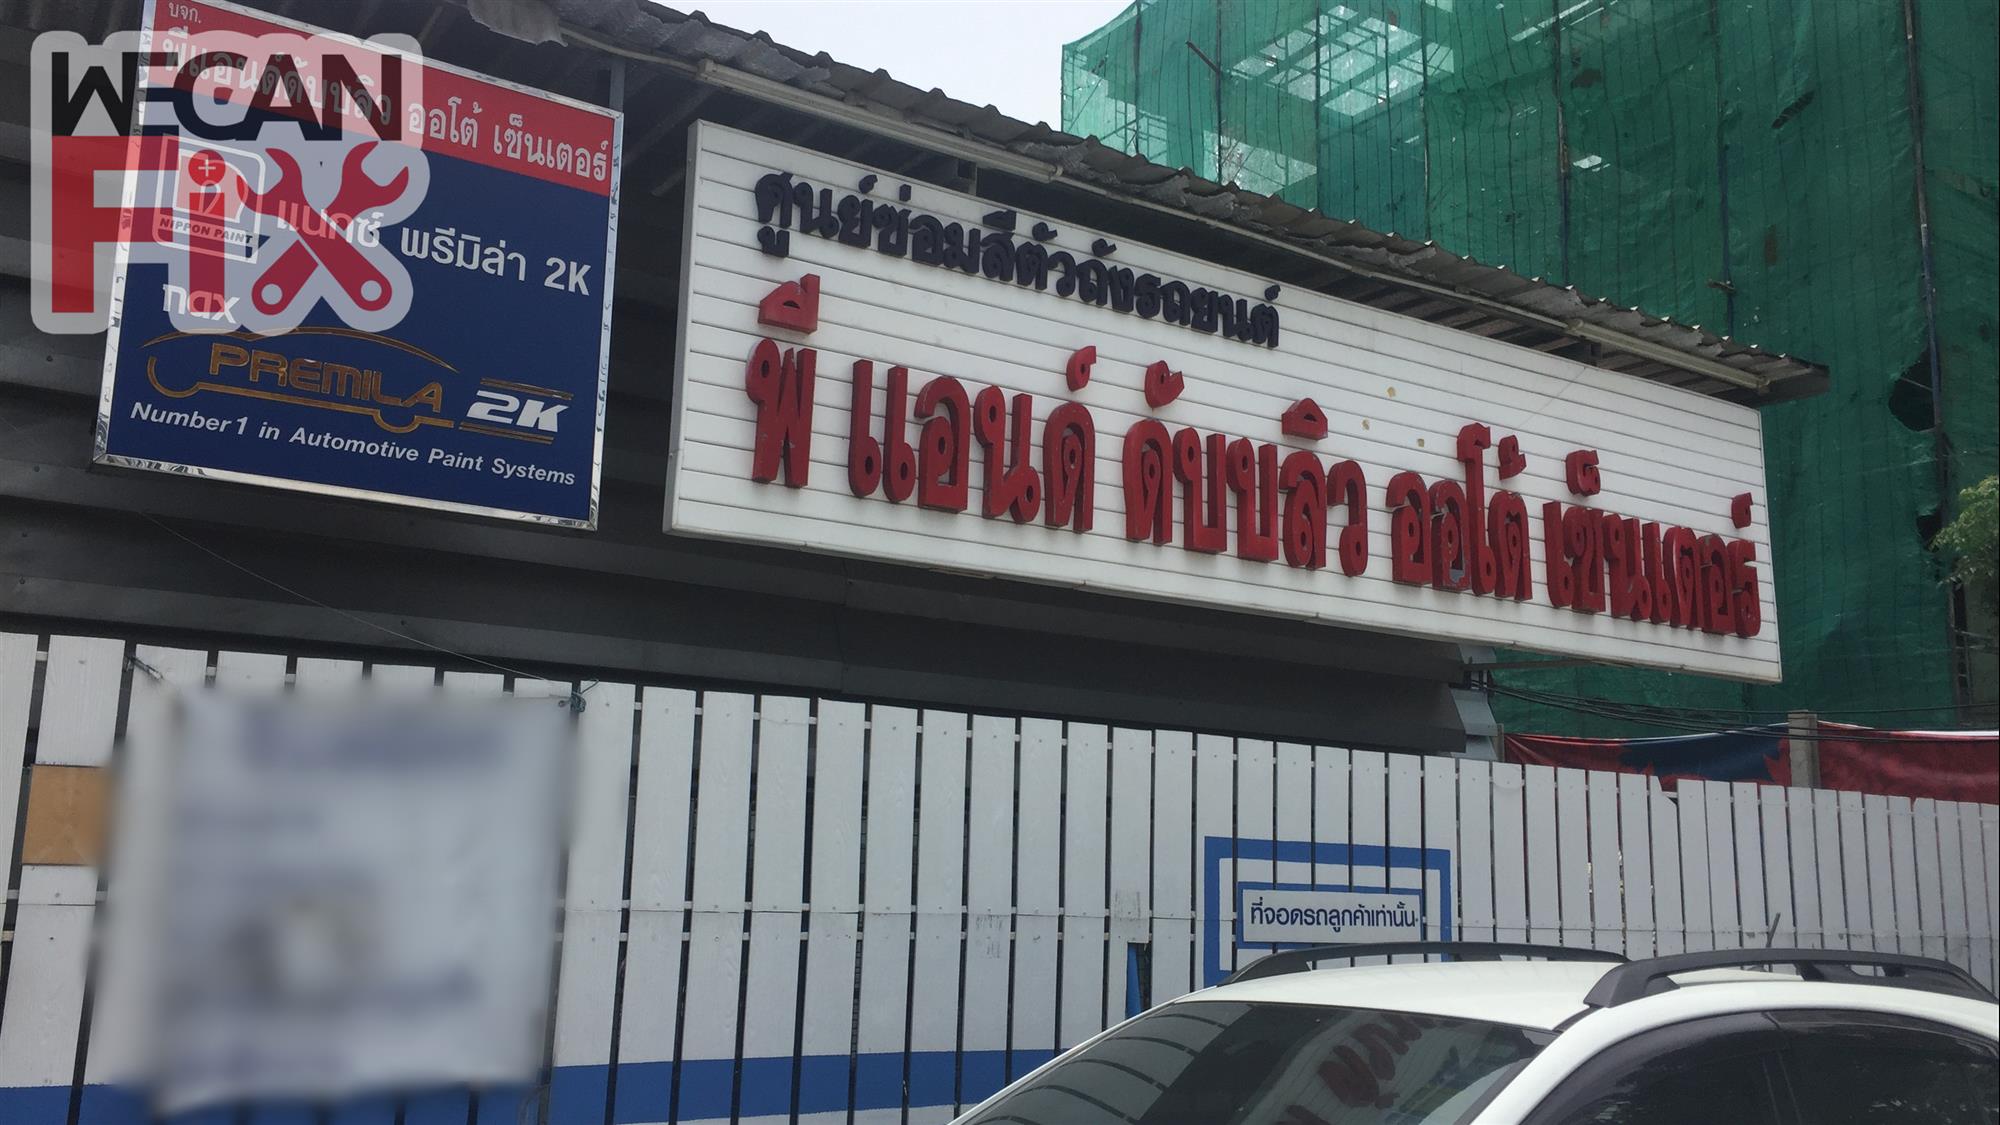 WECAN
FiX
บจก.
พีแอนด์ดับบลิว ออโต้ เซ็นเตอร์
NIPPON PAINT
แนกซ์ พรีมิล่า 2K
nax
PREMILA 2K
Number 1 in Automotive Paint Systems
ศูนย์ซ่อมสีตัวถังรถยนต์
พี แอนด์ ดับบลิว ออโต้ เซ็นเตอร์
ที่จอดรถลูกค้าเท่านั้น